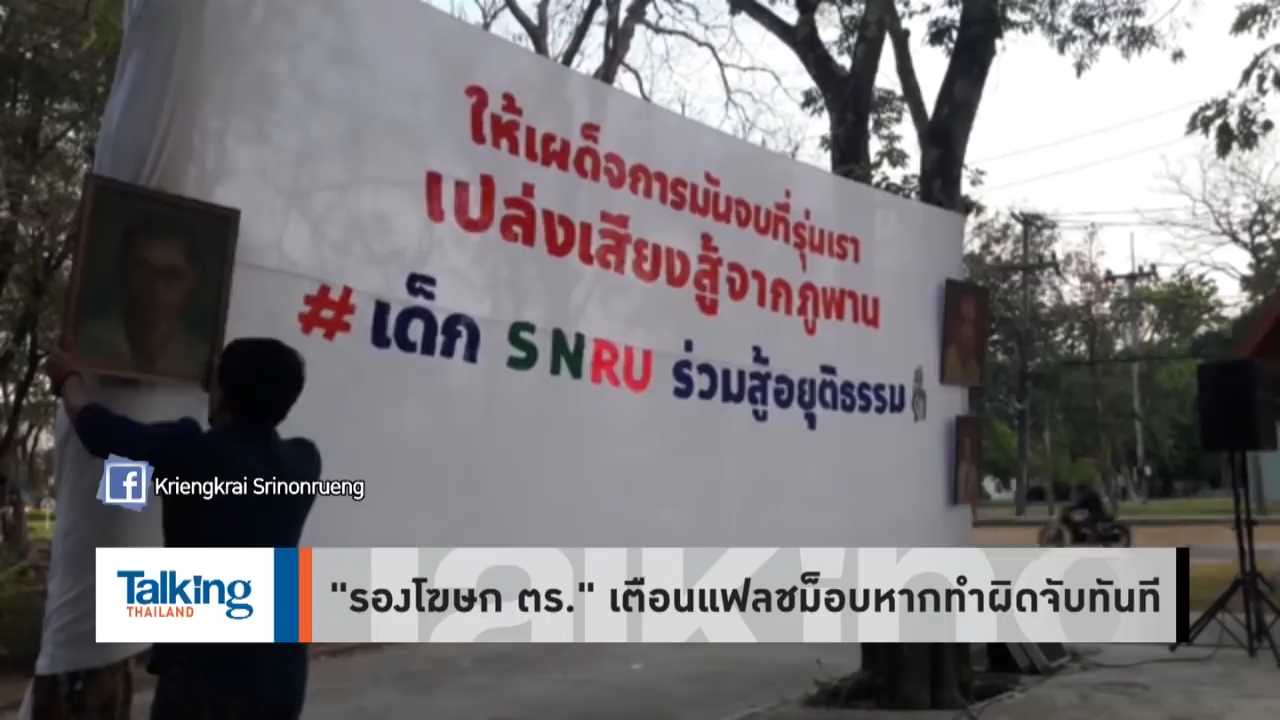 ให้เผด็จการมันจบที่รุ่นเรา
เปล่งเสียงสู้จากภูพาน
#เด็ก SNRU ร่วมสู้อยุติธรรม
f Kriengkrai Srinonrueng
Talking
THAILAND
"รองโฆษก ตร." เตือนแฟลชม็อบหากทำผิดจับทันที